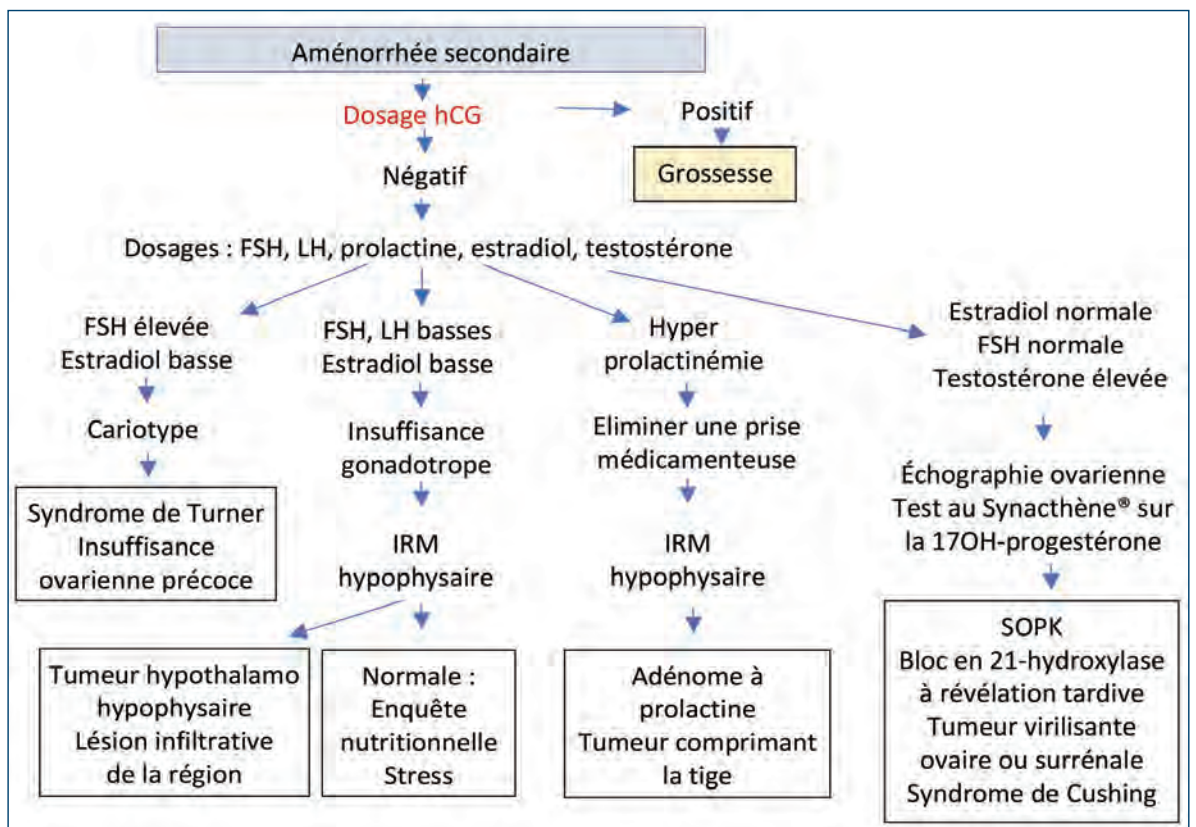 Aménorrhée secondaire
Dosage hCG
Positif
Négatif
Grossesse
Dosages : FSH, LH, prolactine, estradiol, testostérone
FSH élevée
Estradiol basse
Cariotype
Syndrome de Turner
Insuffisance
ovarienne précoce
FSH, LH basses
Estradiol basse
Insuffisance
gonadotrope
IRM
hypophysaire
Tumeur hypothalamo
hypophysaire
Lésion infiltrative
de la région
Normale :
Enquête
nutritionnelle
Stress
Hyper
prolactinémie
Eliminer une prise
médicamenteuse
IRM
hypophysaire
Adénome à
prolactine
Tumeur comprimant
la tige
Estradiol normale
FSH normale
Testostérone élevée
Échographie ovarienne
Test au Synacthène® sur
la 17OH-progestérone
SOPK
Bloc en 21-hydroxylase
à révélation tardive
Tumeur virilisante
ovaire ou surrénale
Syndrome de Cushing